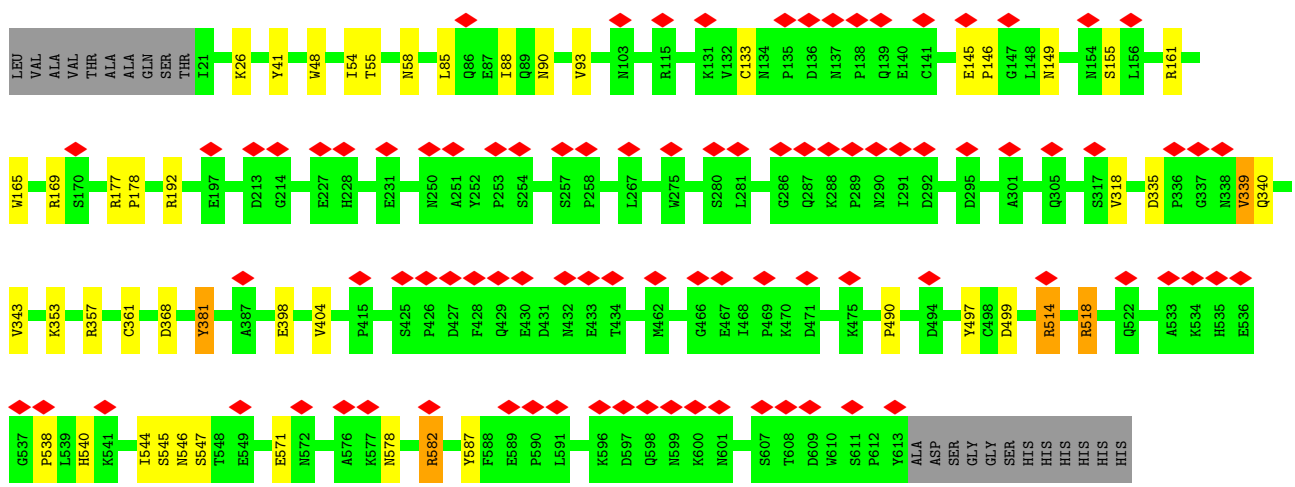 LEU VAL ALA VAL THR ALA ALA GLN SER THR I21 K26 Y41 W48 I54 T55 N58 L85 Q86 E87 I88 Q89 N90 V93 N103 R115 K131 V132 C133 N134 P135 D136 N137 P138 Q139 E140 C141 E145 P146 G147 L148 N149 N154 S155 L156 R161
W165 R169 S170 R177 P178 R192 E197 D213 G214 E227 H228 E231 N250 A251 Y252 P253 S254 S257 P258 L267 W275 S280 L281 G286 Q287 K288 P289 N290 I291 D292 D295 A301 Q305 S317 V318 D335 P336 G337 N338 V339 Q340
V343 K353 R357 C361 D368 Y381 A387 E398 V404 P415 S425 P426 D427 F428 Q429 E430 D431 N432 E433 T434 M462 G466 E467 I468 P469 K470 D471 K475 P490 D494 Y497 C498 D499 R514 R518 Q522 A533 K534 H535 E536
G537 P538 L539 H540 K541 I544 S545 N546 S547 T548 E549 E571 N572 A576 K577 N578 R582 Y587 F588 E589 P590 L591 K596 D597 Q598 N599 K600 N601 S607 T608 D609 W610 S611 P612 Y613 ALA ASP SER GLY GLY SER HIS HIS HIS HIS HIS HIS